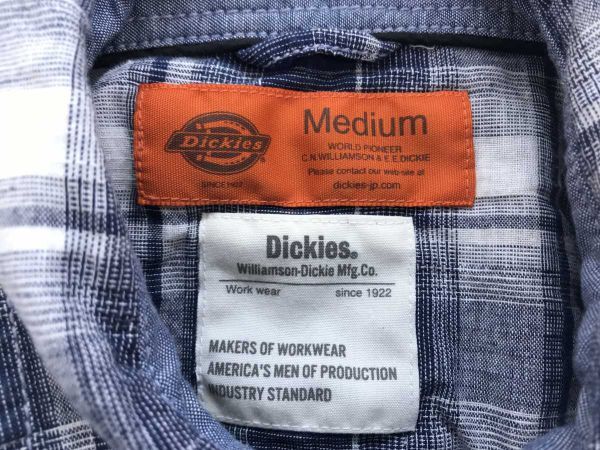 Dickies
SINCE 1922
Medium
WORLD PIONEER
C.N.WILLIAMSON & E.E.DICKIE
Please contact our web-site at
dickies-jp.com
Dickies.
Williamson-Dickie Mfg.Co.
Work wear since 1922
MAKERS OF WORKWEAR
AMERICA'S MEN OF PRODUCTION
INDUSTRY STANDARD